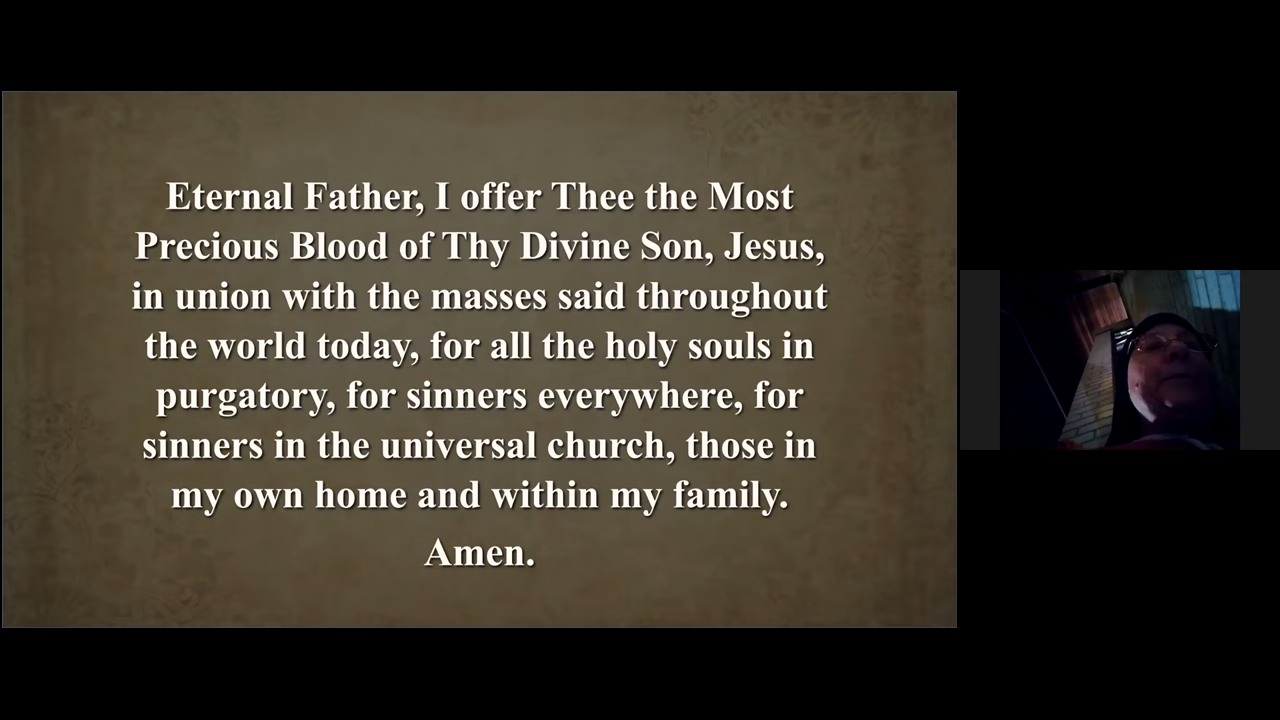 Eternal Father, I offer Thee the Most
Precious Blood of Thy Divine Son, Jesus,
in union with the masses said throughout
the world today, for all the holy souls in
purgatory, for sinners everywhere, for
sinners in the universal church, those in
my own home and within my family.
Amen.